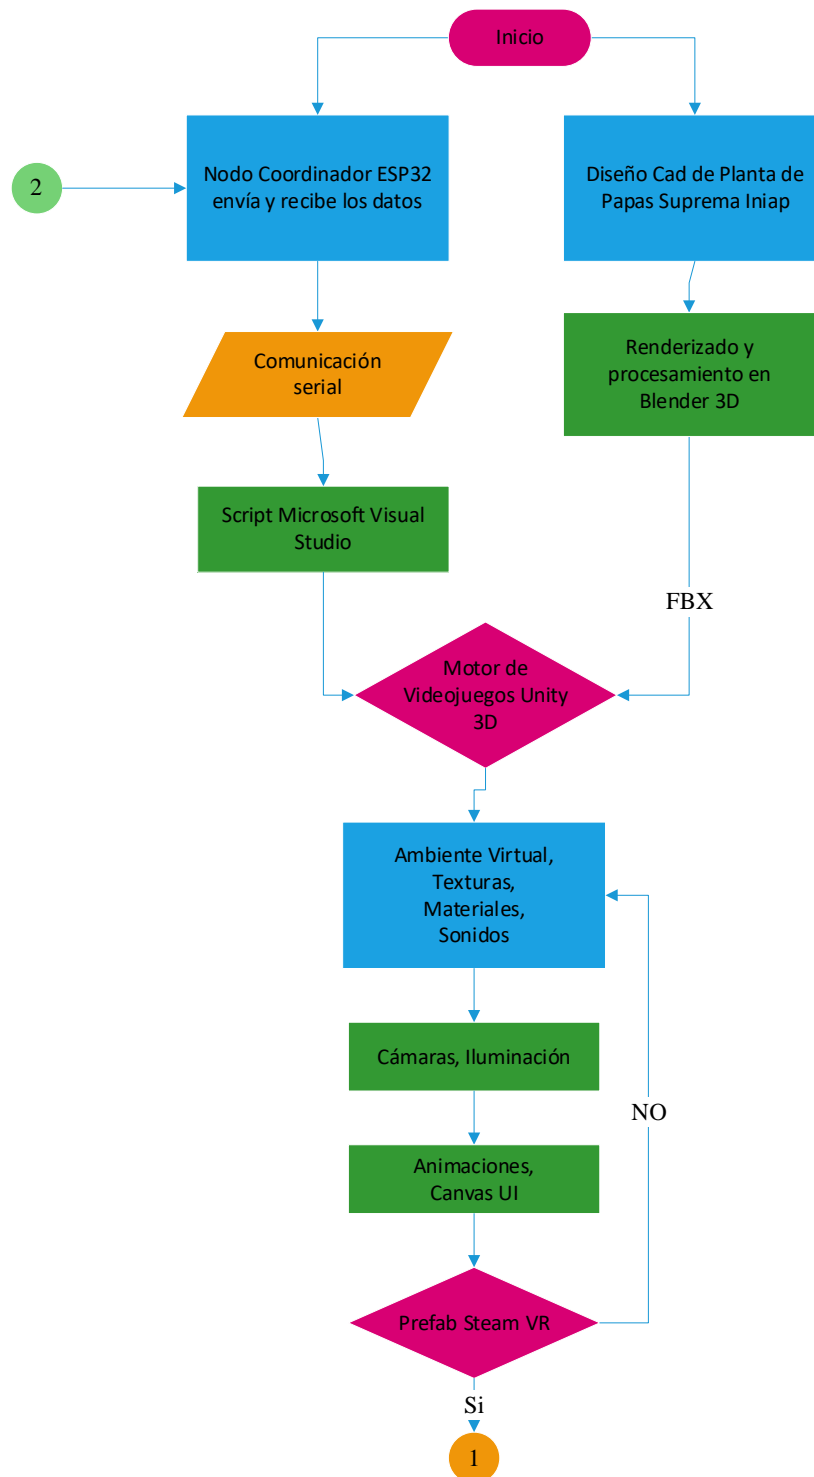 Inicio
Nodo Coordinador ESP32
envía y recibe los datos
Diseño Cad de Planta de
Papas Suprema Iniap
2
Comunicación
serial
Renderizado y
procesamiento en
Blender 3D
Script Microsoft Visual
Studio
FBX
Motor de
Videojuegos Unity
3D
Ambiente Virtual,
Texturas,
Materiales,
Sonidos
Cámaras, Iluminación
NO
Animaciones,
Canvas UI
Prefab Steam VR
Si
1